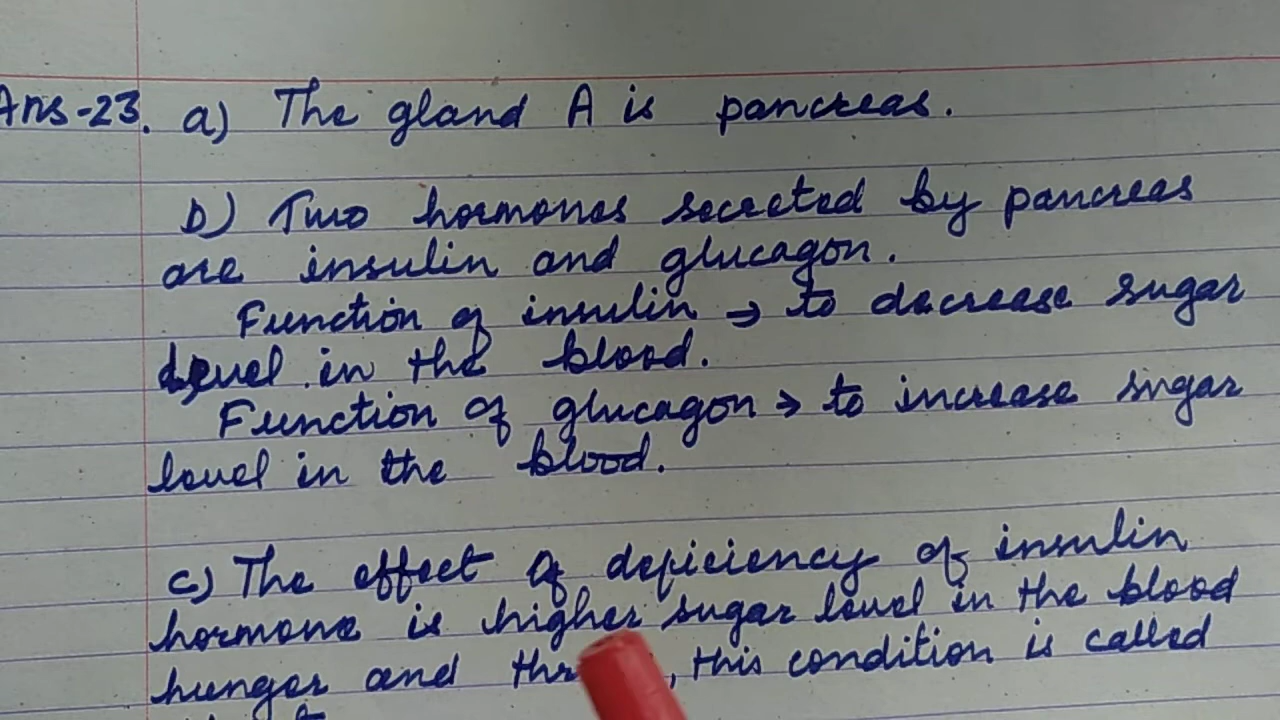 Ans-23. a) The gland A is pancreas.
b) Two hormones secreted by pancreas
are insulin and glucagon.
Function of insulin → to decrease sugar
level in the blood.
Function of glucagon → to increase sugar
level in the blood.
c) The effect of deficiency of insulin
hormone is higher sugar level in the blood
hunger and , this condition is called